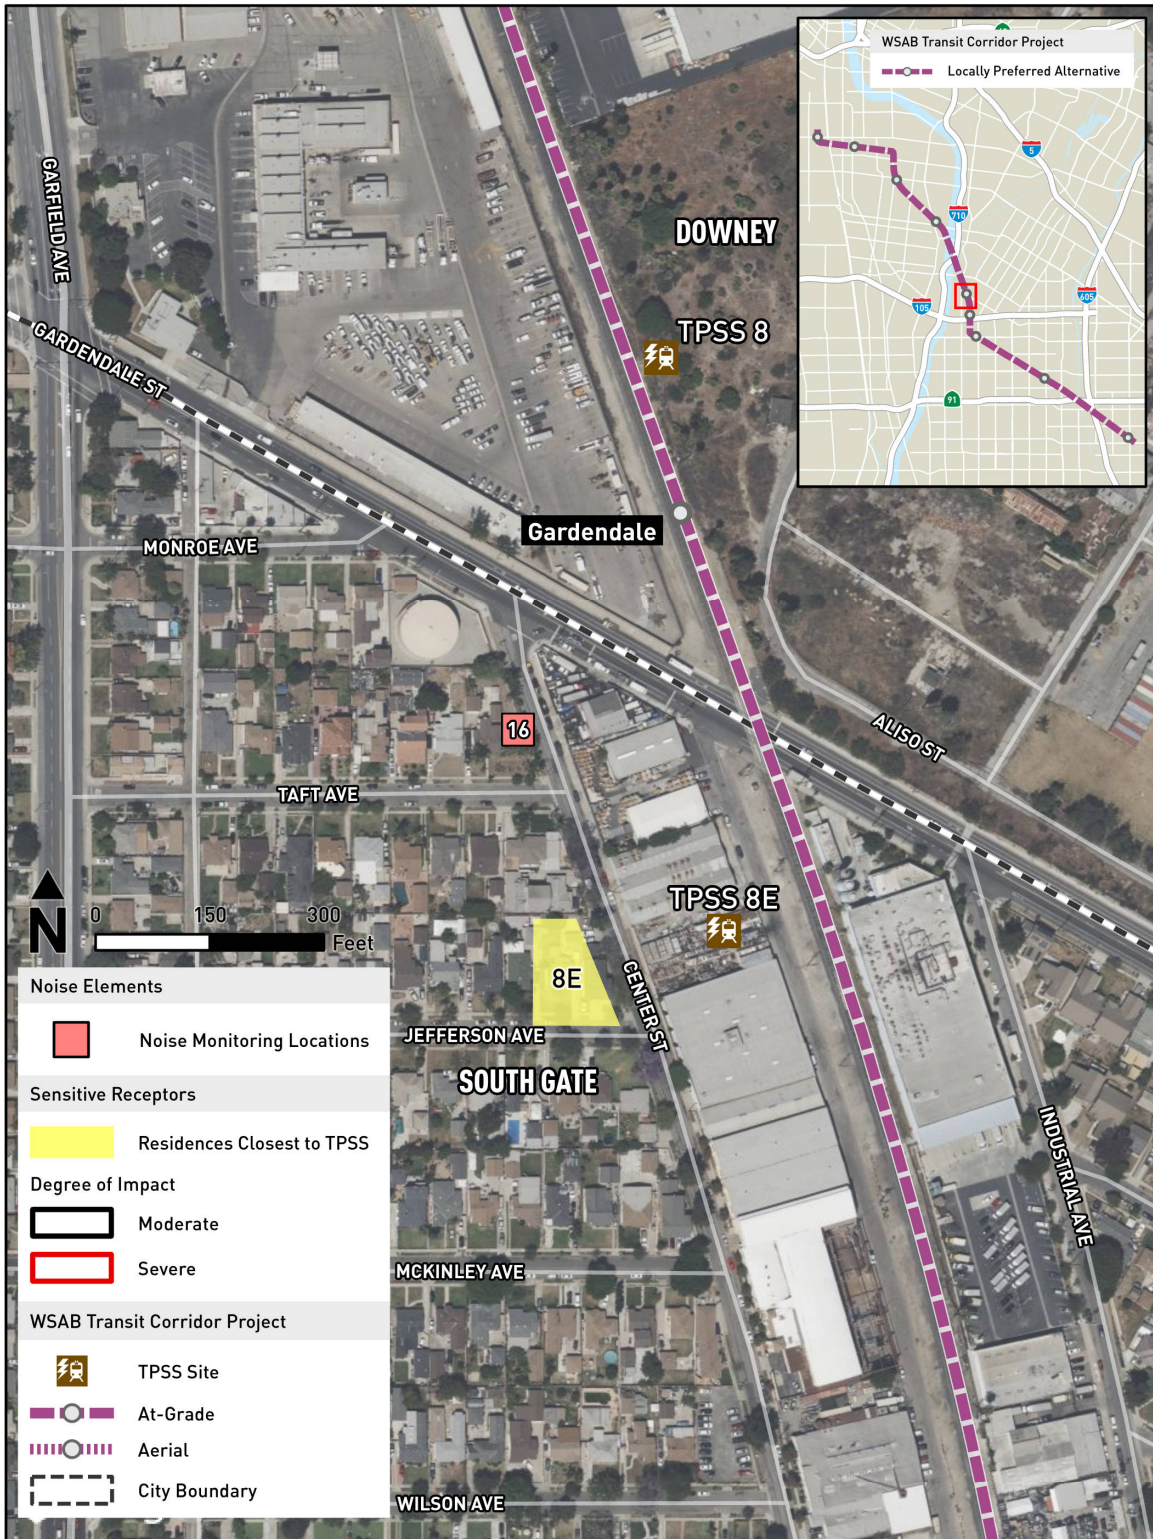 WSAB Transit Corridor Project
Locally Preferred Alternative
5
710
105
605
91
GARFIELD AVE
DOWNEY
TPSS 8
GARDENDALE ST
Gardendale
MONROE AVE
16
ALISO ST
TAFT AVE
TPSS 8E
N
0 150 300
Feet
8E
CENTER ST
JEFFERSON AVE
SOUTH GATE
INDUSTRIAL AVE
MCKINLEY AVE
WILSON AVE
Noise Elements
Noise Monitoring Locations
Sensitive Receptors
Residences Closest to TPSS
Degree of Impact
Moderate
Severe
WSAB Transit Corridor Project
TPSS Site
At-Grade
Aerial
City Boundary